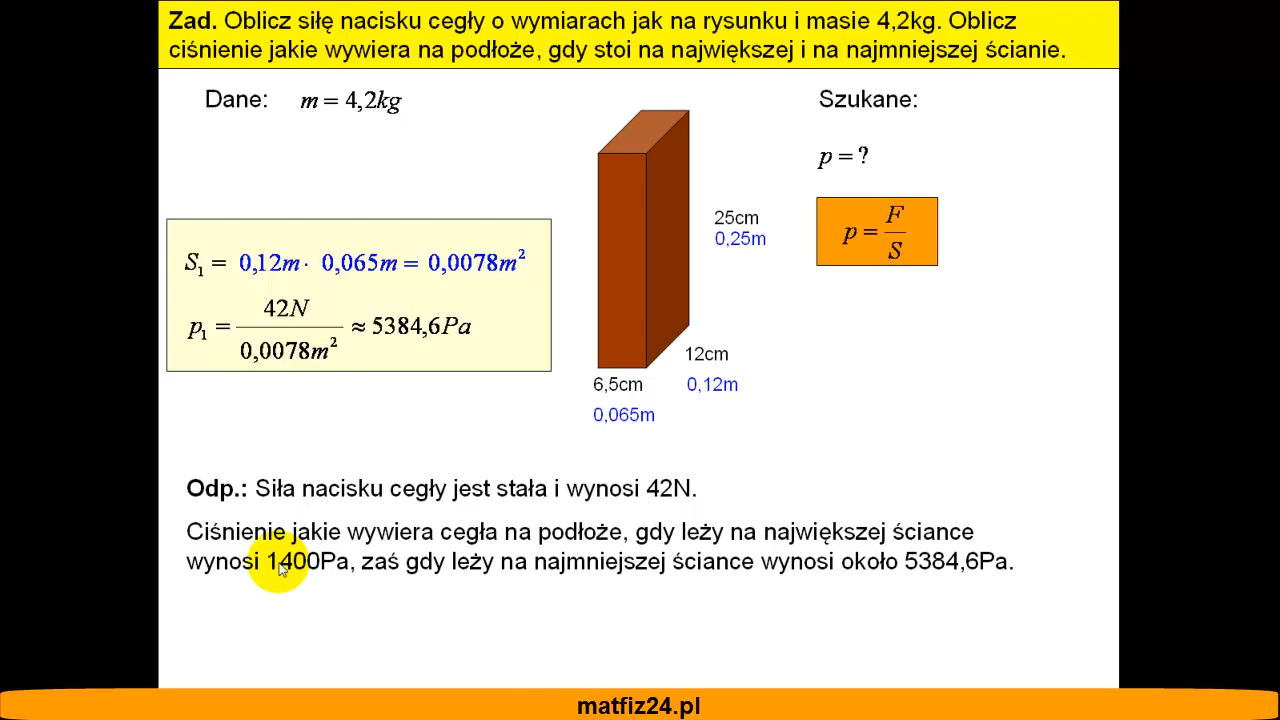 Zad. Oblicz siłę nacisku cegły o wymiarach jak na rysunku i masie 4,2kg. Oblicz
ciśnienie jakie wywiera na podłoże, gdy stoi na największej i na najmniejszej ścianie.
Dane: m = 4,2kg
Szukane:
p = ?
p = F/S
25cm
0,25m
S₁ = 0,12m · 0,065m = 0,0078m²
p₁ = 42N / 0,0078m² ≈ 5384,6Pa
12cm
0,12m
6,5cm
0,065m
Odp.: Siła nacisku cegły jest stała i wynosi 42N.
Ciśnienie jakie wywiera cegła na podłoże, gdy leży na największej ściance
wynosi 1400Pa, zaś gdy leży na najmniejszej ściance wynosi około 5384,6Pa.
matfiz24.pl